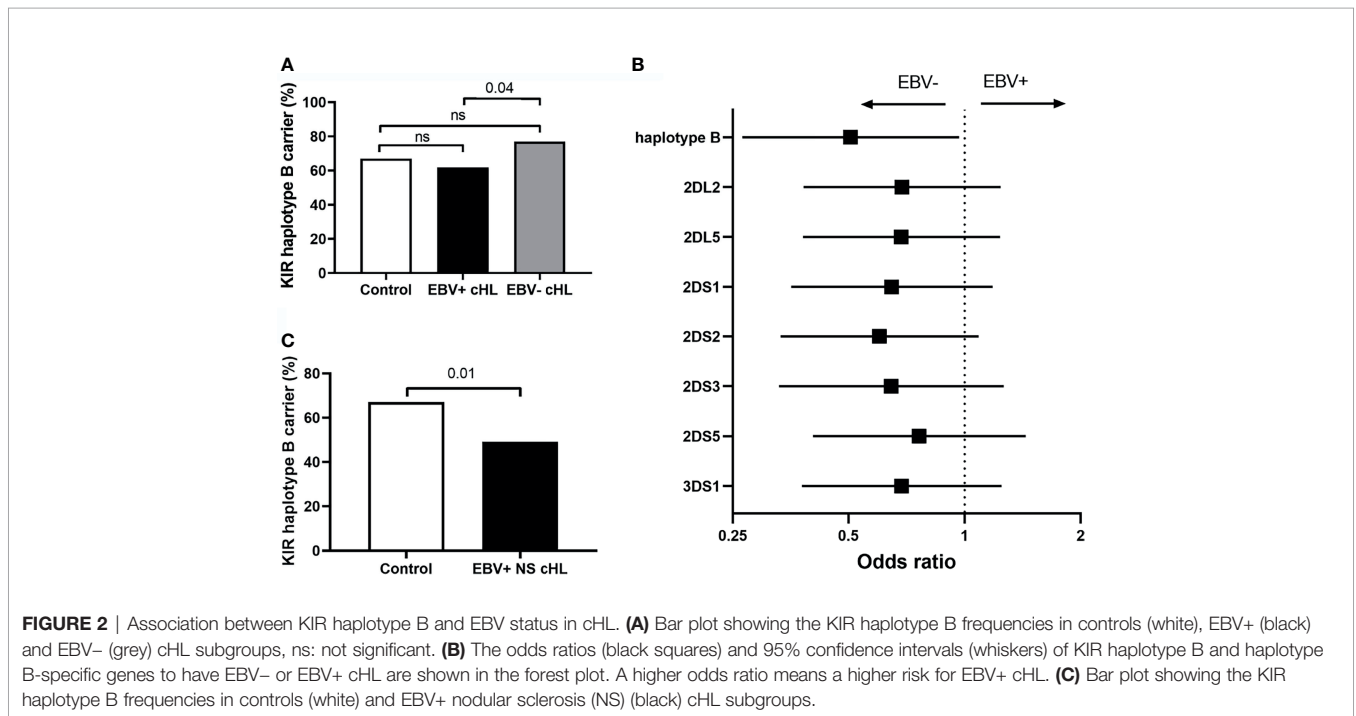 A
KIR haplotype B carrier (%)
100
80
60
40
20
0
0.04
ns
ns
Control
EBV+ cHL
EBV- cHL
B
EBV-
EBV+
haplotype B
2DL2
2DL5
2DS1
2DS2
2DS3
2DS5
3DS1
0.25
0.5
1
2
Odds ratio
C
KIR haplotype B carrier (%)
80
60
40
20
0
0.01
Control
EBV+ NS cHL
FIGURE 2 | Association between KIR haplotype B and EBV status in cHL. (A) Bar plot showing the KIR haplotype B frequencies in controls (white), EBV+ (black)
and EBV– (grey) cHL subgroups, ns: not significant. (B) The odds ratios (black squares) and 95% confidence intervals (whiskers) of KIR haplotype B and haplotype
B-specific genes to have EBV– or EBV+ cHL are shown in the forest plot. A higher odds ratio means a higher risk for EBV+ cHL. (C) Bar plot showing the KIR
haplotype B frequencies in controls (white) and EBV+ nodular sclerosis (NS) (black) cHL subgroups.